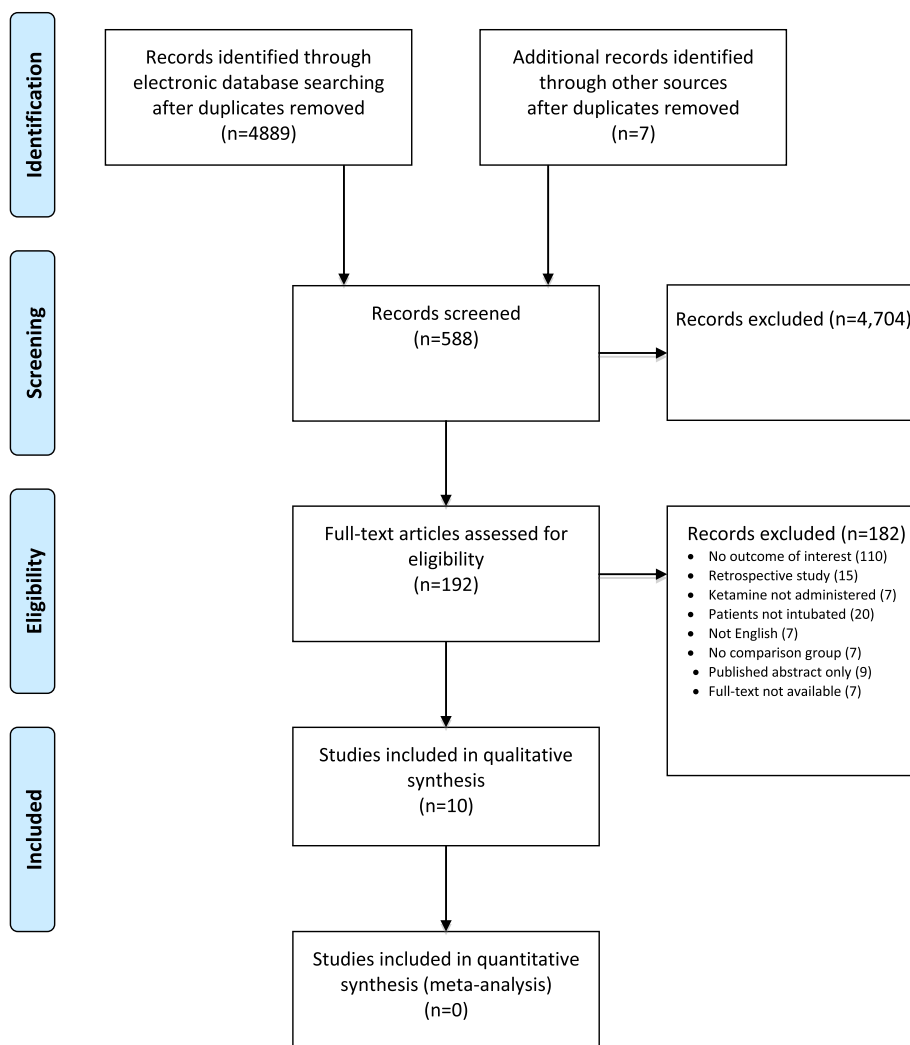 Identification
Records identified through
electronic database searching
after duplicates removed
(n=4889)
Additional records identified
through other sources
after duplicates removed
(n=7)
Screening
Records screened
(n=588)
Records excluded (n=4,704)
Eligibility
Full-text articles assessed for
eligibility
(n=192)
Records excluded (n=182)
• No outcome of interest (110)
• Retrospective study (15)
• Ketamine not administered (7)
• Patients not intubated (20)
• Not English (7)
• No comparison group (7)
• Published abstract only (9)
• Full-text not available (7)
Included
Studies included in qualitative
synthesis
(n=10)
Studies included in quantitative
synthesis (meta-analysis)
(n=0)